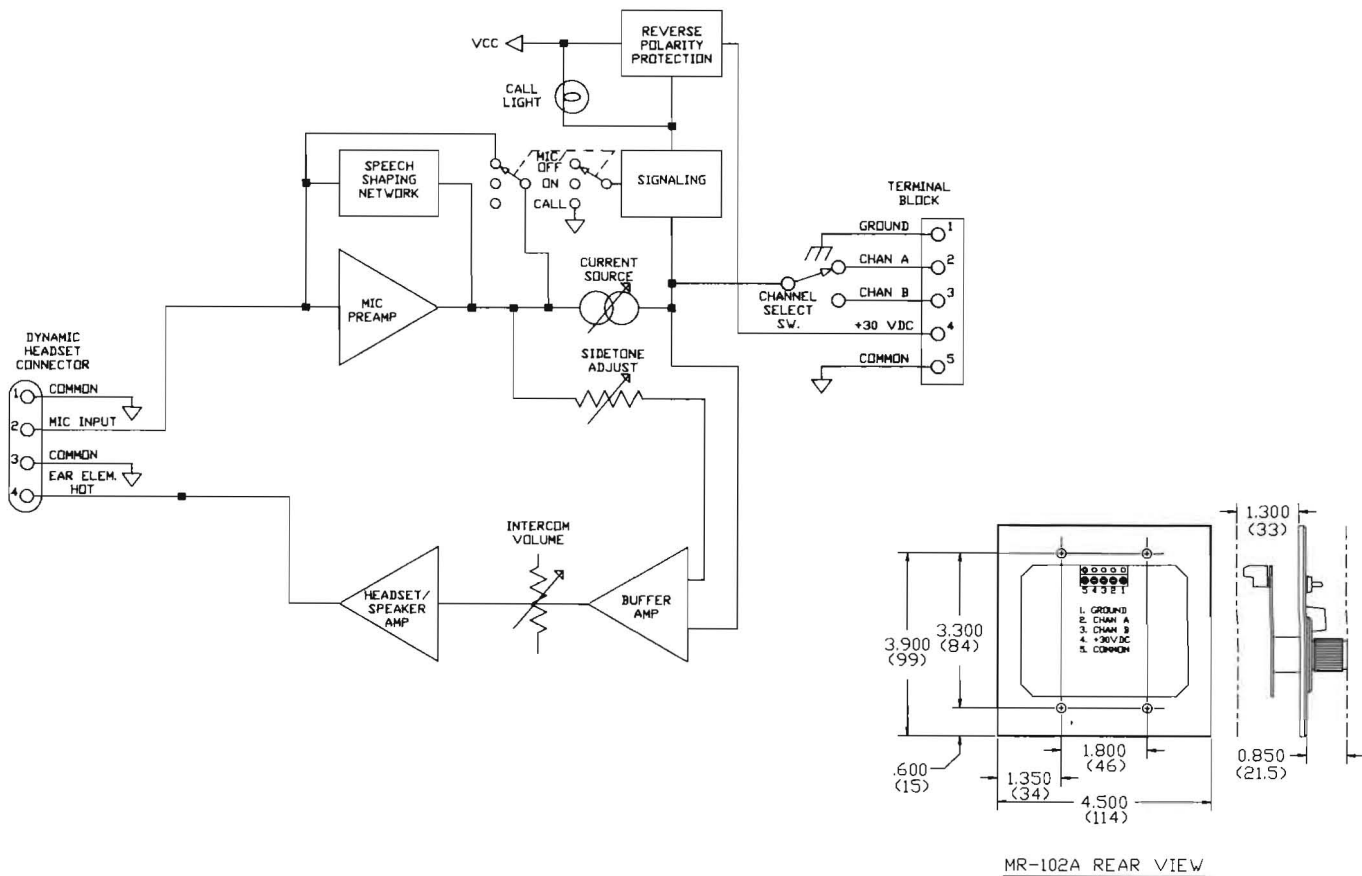 REVERSE
POLARITY
PROTECTION
VCC
CALL
LIGHT
SPEECH
SHAPING
NETWORK
MIC/
OFF
ON
CALL
SIGNALING
TERMINAL
BLOCK
GROUND 1
CHAN A 2
CHAN B 3
+30 VDC 4
COMMON 5
CHANNEL
SELECT
SW.
MIC
PREAMP
CURRENT
SOURCE
SIDETONE
ADJUST
DYNAMIC
HEADSET
CONNECTOR
1 COMMON
2 MIC INPUT
3 COMMON
EAR ELEM.
4 HOT
INTERCOM
VOLUME
HEADSET/
SPEAKER
AMP
BUFFER
AMP
5 4 3 2 1
1. GROUND
2. CHAN A
3. CHAN B
4. +30VDC
5. COMMON
3.900
(99)
3.300
(84)
1.300
(33)
.600
(15)
1.350
(34)
1.800
(46)
4.500
(114)
0.850
(21.5)
MR-102A REAR VIEW